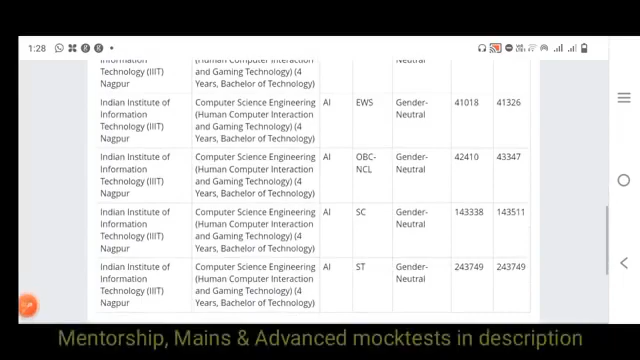 1:28
Information (Human Computer Interaction Neutral
Technology (IIIT) and Gaming Technology) (4
Nagpur Years, Bachelor of Technology)
Indian Institute of Computer Science Engineering AI EWS Gender- 41018 41326
Information (Human Computer Interaction Neutral
Technology (IIIT) and Gaming Technology) (4
Nagpur Years, Bachelor of Technology)
Indian Institute of Computer Science Engineering AI OBC- Gender- 42410 43347
Information (Human Computer Interaction NCL Neutral
Technology (IIIT) and Gaming Technology) (4
Nagpur Years, Bachelor of Technology)
Indian Institute of Computer Science Engineering AI SC Gender- 143338 143511
Information (Human Computer Interaction Neutral
Technology (IIIT) and Gaming Technology) (4
Nagpur Years, Bachelor of Technology)
Indian Institute of Computer Science Engineering AI ST Gender- 243749 243749
Information (Human Computer Interaction Neutral
Technology (IIIT) and Gaming Technology) (4
Nagpur Years, Bachelor of Technology)
Mentorship, Mains & Advanced mocktests in description